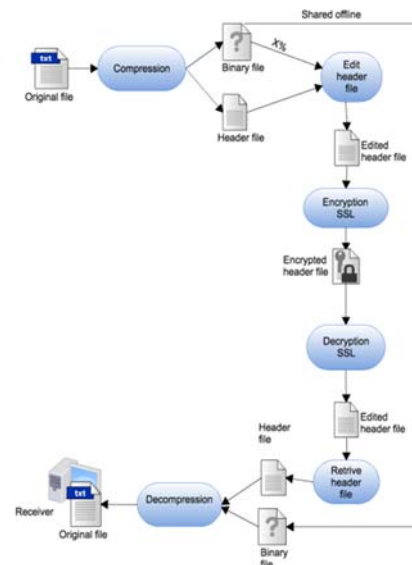 Shared offline
txt
Original file
Compression
?
Binary file
X%
Header file
Edit
header
file
Edited
header file
Encryption
SSL
Encrypted
header file
Decryption
SSL
Edited
header file
Retrive
header
file
Header
file
?
Binary
file
Decompression
Receiver
txt
Original file